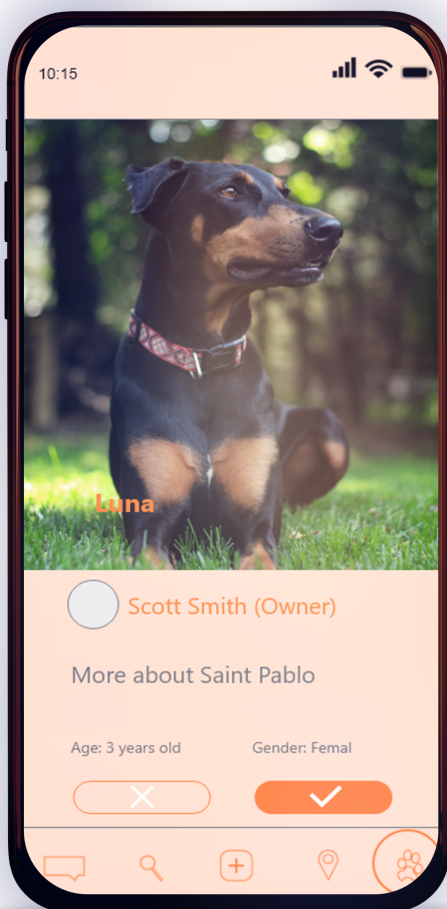 10:15
Luna
Scott Smith (Owner)
More about Saint Pablo
Age: 3 years old Gender: Femal